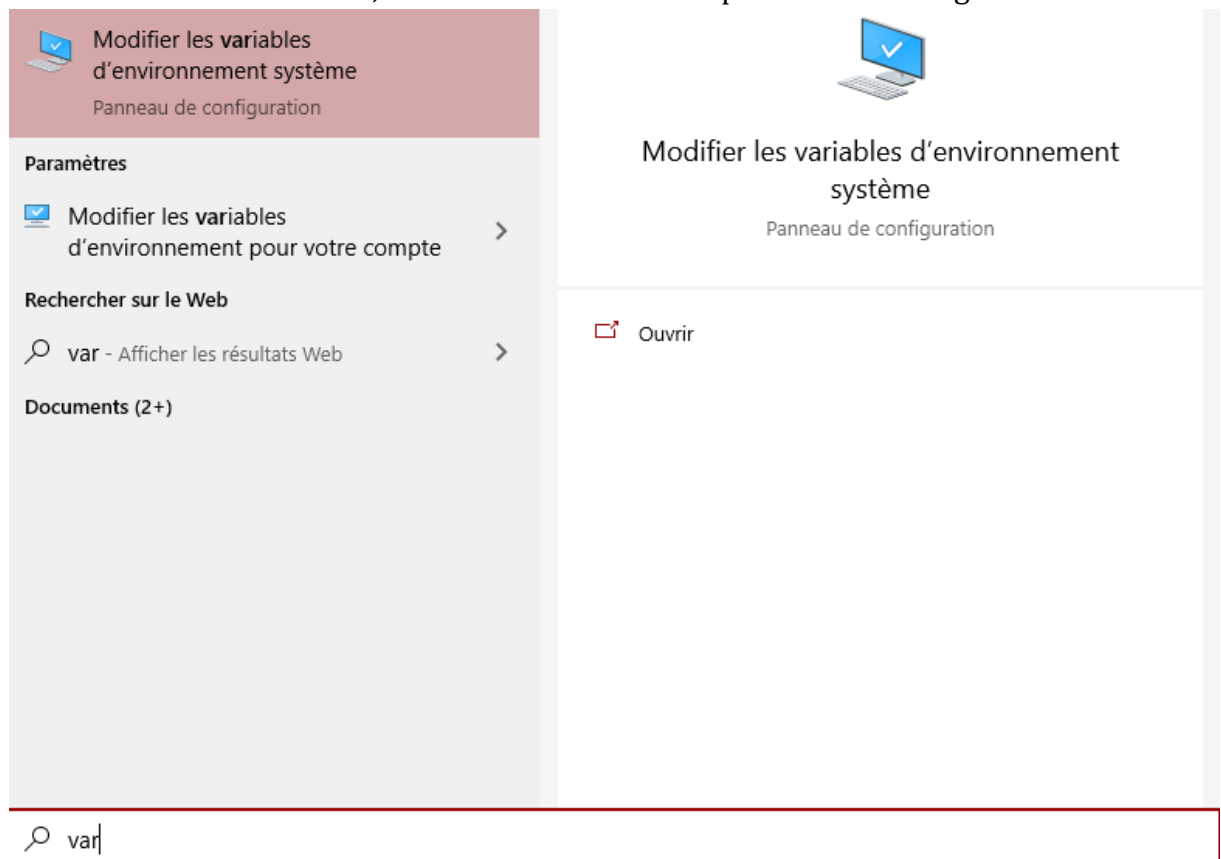 Modifier les variables
d'environnement système
Panneau de configuration
Paramètres
Modifier les variables
d'environnement pour votre compte
Rechercher sur le Web
var - Afficher les résultats Web
Documents (2+)
Modifier les variables d'environnement
système
Panneau de configuration
Ouvrir
var